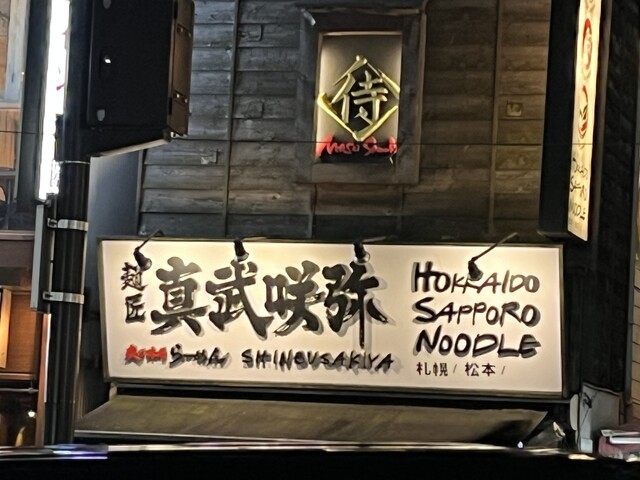 侍
麺匠
真武咲弥
らーめん SHINBUSAKIYA
HOKKAIDO
SAPPORO
NOODLE
札幌 / 松本 /